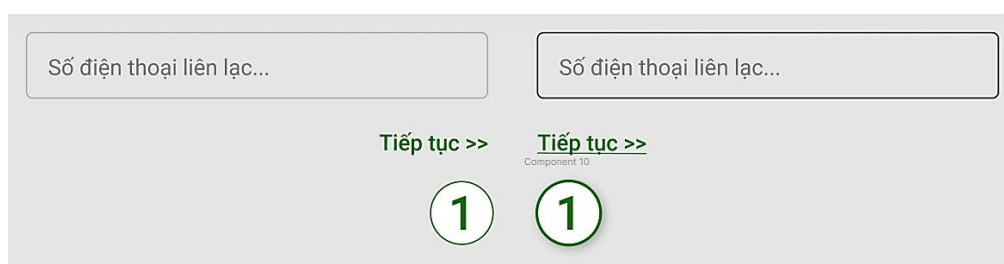 Số điện thoại liên lạc...
Số điện thoại liên lạc...
Tiếp tục >>
Tiếp tục >>
Component 10
1
1